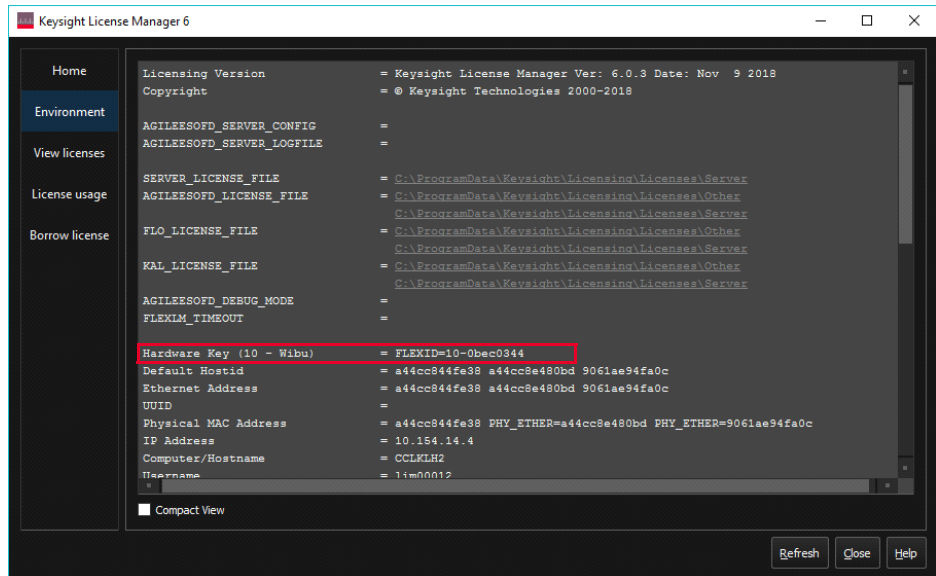 Keysight License Manager 6
Home
Environment
View licenses
License usage
Borrow license
Licensing Version = Keysight License Manager Ver: 6.0.3 Date: Nov 9 2018
Copyright = © Keysight Technologies 2000-2018
AGILEESOFD_SERVER_CONFIG =
AGILEESOFD_SERVER_LOGFILE =
SERVER_LICENSE_FILE = C:\ProgramData\Keysight\Licensing\Licenses\Server
AGILEESOFD_LICENSE_FILE = C:\ProgramData\Keysight\Licensing\Licenses\Other
C:\ProgramData\Keysight\Licensing\Licenses\Server
FLO_LICENSE_FILE = C:\ProgramData\Keysight\Licensing\Licenses\Other
C:\ProgramData\Keysight\Licensing\Licenses\Server
KAL_LICENSE_FILE = C:\ProgramData\Keysight\Licensing\Licenses\Other
C:\ProgramData\Keysight\Licensing\Licenses\Server
AGILEESOFD_DEBUG_MODE =
FLEXLM_TIMEOUT =
Hardware Key (10 - Wibu) = FLEXID=10-0bec0344
Default Hostid = a44cc844fe38 a44cc8e480bd 9061ae94fa0c
Ethernet Address = a44cc844fe38 a44cc8e480bd 9061ae94fa0c
UUID =
Physical MAC Address = a44cc844fe38 PHY_ETHER=a44cc8e480bd PHY_ETHER=9061ae94fa0c
IP Address = 10.154.14.4
Computer/Hostname = CCLKLH2
Username = lim00012
Compact View
Refresh
Close
Help